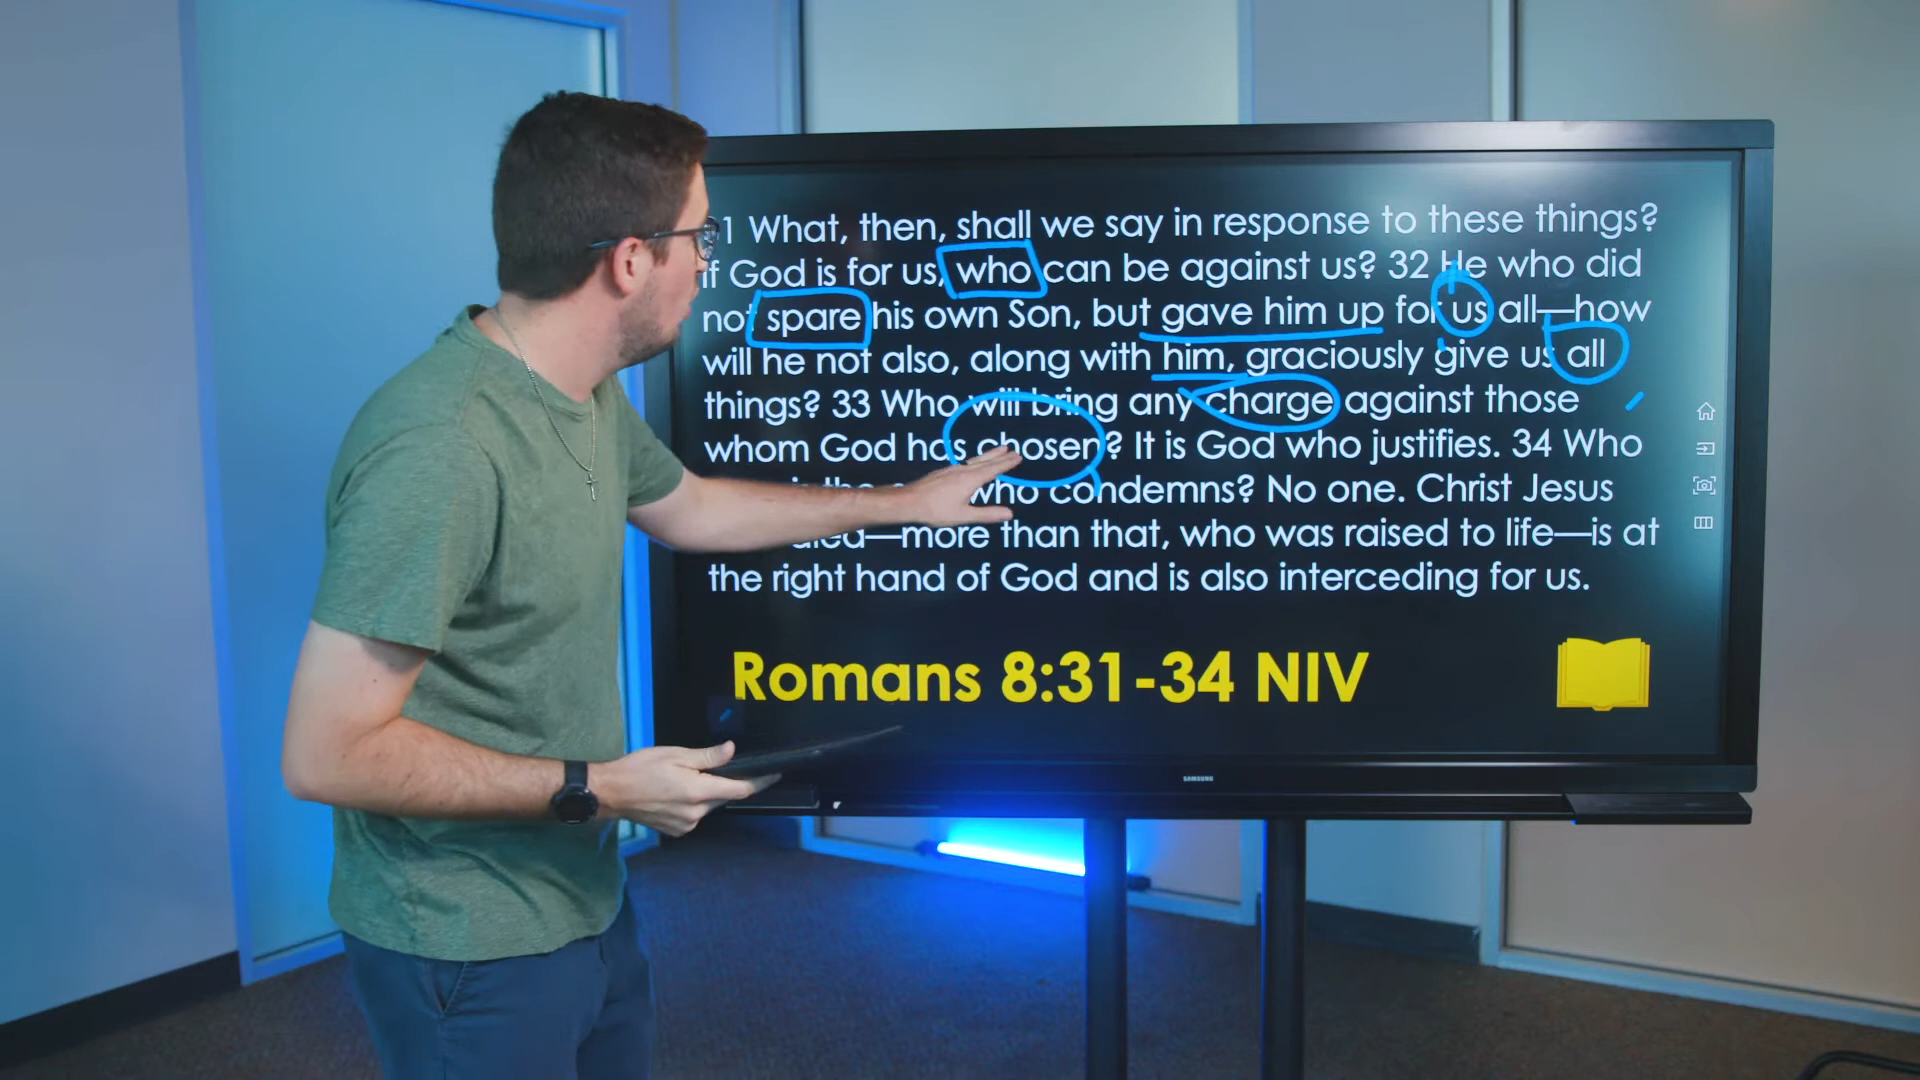 1 What, then, shall we say in response to these things?
If God is for us, who can be against us? 32 He who did
not spare his own Son, but gave him up for us all—how
will he not also, along with him, graciously give us all
things? 33 Who will bring any charge against those
whom God has chosen? It is God who justifies. 34 Who
is the who condemns? No one. Christ Jesus
died—more than that, who was raised to life—is at
the right hand of God and is also interceding for us.
Romans 8:31-34 NIV
SAMSUNG